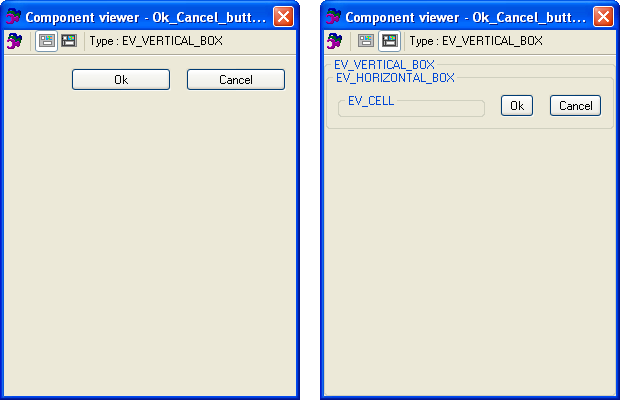 Component viewer - Ok_Cancel_butt...
Type : EV_VERTICAL_BOX
Ok
Cancel
Component viewer - Ok_Cancel_butt...
Type : EV_VERTICAL_BOX
EV_VERTICAL_BOX
EV_HORIZONTAL_BOX
EV_CELL
Ok
Cancel